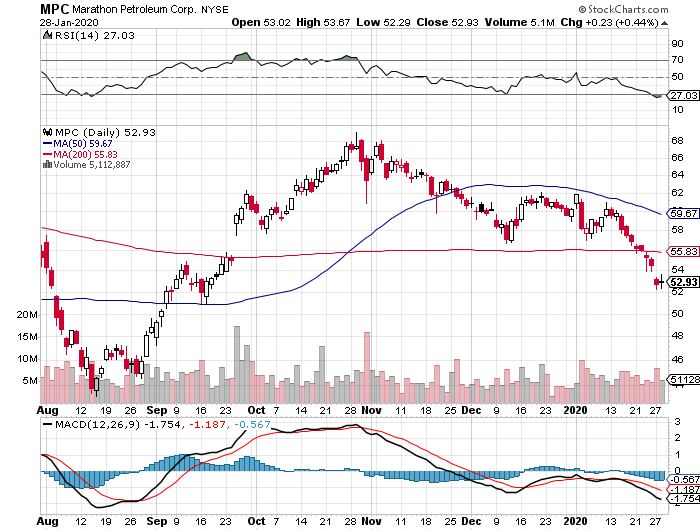 MPC Marathon Petroleum Corp. NYSE © StockCharts.com
28-Jan-2020 Open 53.02 High 53.67 Low 52.29 Close 52.93 Volume 5.1M Chg +0.23 (+0.44%)
RSI(14) 27.03
90
70
50
27.03
10
MPC (Daily) 52.93
MA(50) 59.67
MA(200) 55.83
Volume 5,112,887
68
66
64
62
59.67
58
55.83
54
52.93
52
50
48
46
44
20M
15M
10M
5M
51128
Aug 12 19 26 Sep 9 16 23 Oct 7 14 21 28 Nov 11 18 25 Dec 9 16 23 2020 13 21 27
MACD(12,26,9) -1.754, -1.187, -0.567
3
2
1
0
-0.567
-1.187
-1.754
Aug 12 19 26 Sep 9 16 23 Oct 7 14 21 28 Nov 11 18 25 Dec 9 16 23 2020 13 21 27